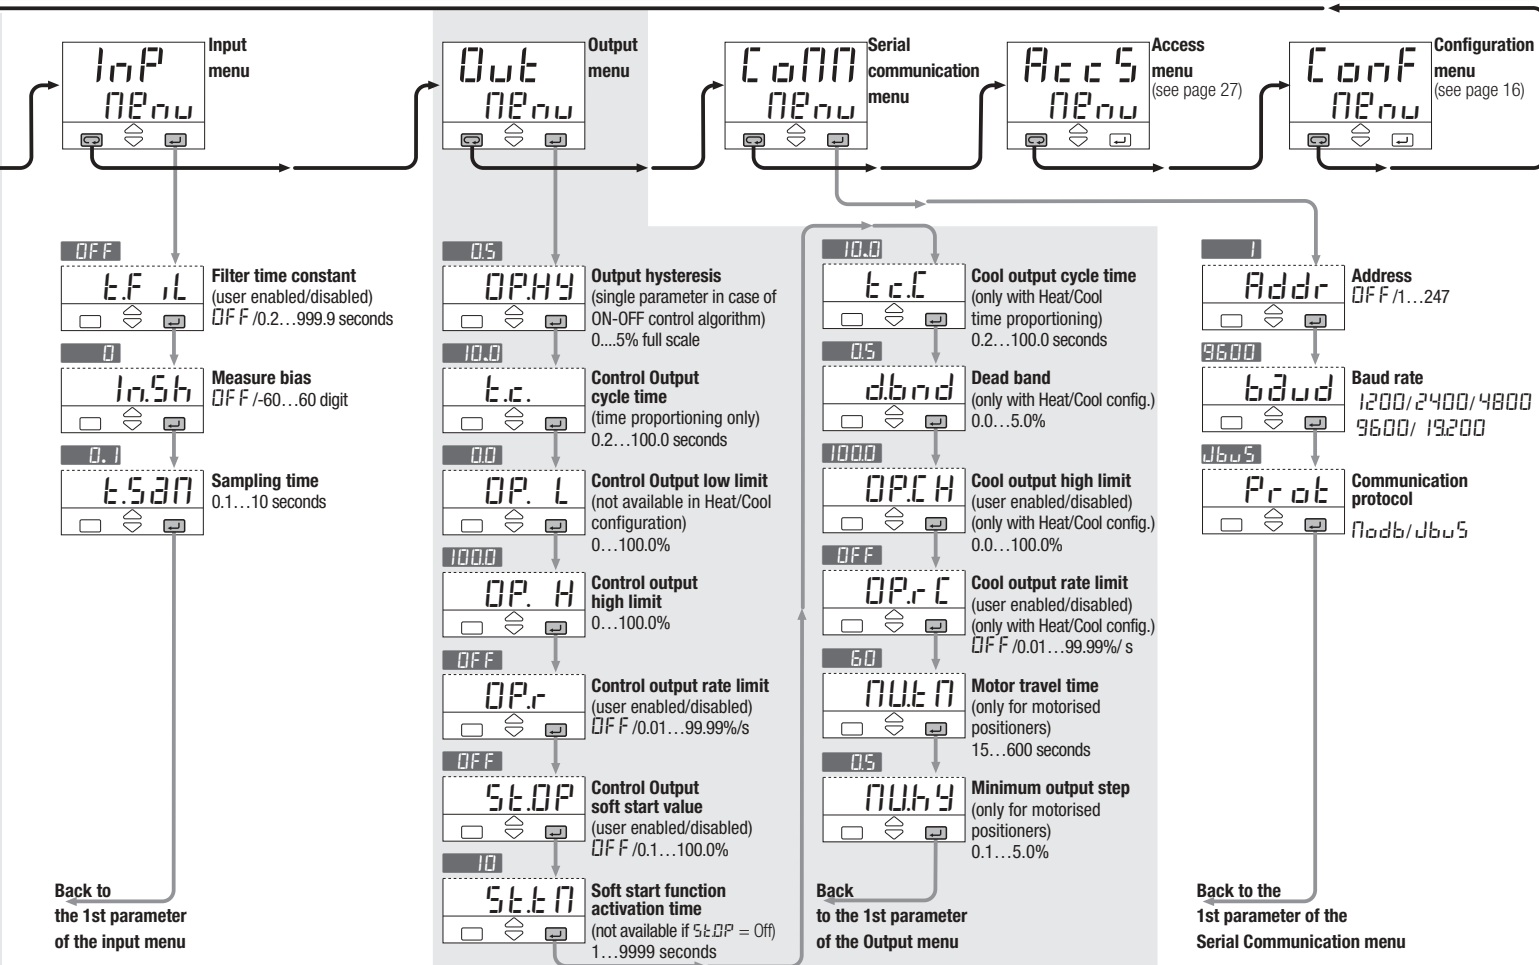 InP
MEnu
Input
menu
Out
MEnu
Output
menu
CoMM
MEnu
Serial
communication
menu
AccS
MEnu
Access
menu
(see page 27)
ConF
MEnu
Configuration
menu
(see page 16)
OFF
t.FiL
Filter time constant
(user enabled/disabled)
OFF/0.2…999.9 seconds
0
In.Sh
Measure bias
OFF/-60…60 digit
0.1
t.SaM
Sampling time
0.1…10 seconds
Back to
the 1st parameter
of the input menu
0.5
OP.HY
Output hysteresis
(single parameter in case of
ON-OFF control algorithm)
0....5% full scale
10.0
t.c.
Control Output
cycle time
(time proportioning only)
0.2…100.0 seconds
0.0
OP. L
Control Output low limit
(not available in Heat/Cool
configuration)
0…100.0%
100.0
OP. H
Control output
high limit
0…100.0%
OFF
OP.r
Control output rate limit
(user enabled/disabled)
OFF/0.01…99.99%/s
OFF
St.OP
Control Output
soft start value
(user enabled/disabled)
OFF/0.1…100.0%
10
St.tM
Soft start function
activation time
(not available if St.OP = Off)
1…9999 seconds
10.0
tc.C
Cool output cycle time
(only with Heat/Cool
time proportioning)
0.2…100.0 seconds
0.5
d.bnd
Dead band
(only with Heat/Cool config.)
0.0…5.0%
100.0
OP.C H
Cool output high limit
(user enabled/disabled)
(only with Heat/Cool config.)
0.0…100.0%
OFF
OP.r C
Cool output rate limit
(user enabled/disabled)
(only with Heat/Cool config.)
OFF/0.01…99.99%/ s
60
MU.tM
Motor travel time
(only for motorised
positioners)
15…600 seconds
0.5
MU.hY
Minimum output step
(only for motorised
positioners)
0.1…5.0%
Back
to the 1st parameter
of the Output menu
1
Addr
Address
OFF/1…247
9600
baud
Baud rate
1200/2400/4800
9600/19.200
JbuS
Prot
Communication
protocol
Modb/JbuS
Back to the
1st parameter of the
Serial Communication menu